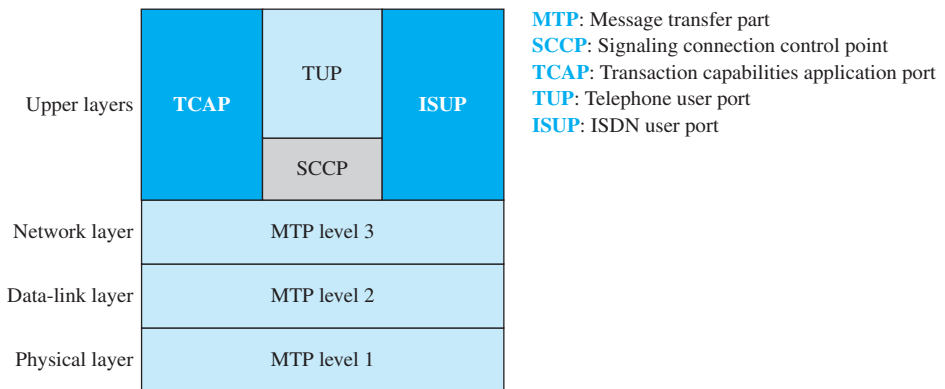 Upper layers
TCAP
TUP
ISUP
SCCP
Network layer
MTP level 3
Data-link layer
MTP level 2
Physical layer
MTP level 1
MTP: Message transfer part
SCCP: Signaling connection control point
TCAP: Transaction capabilities application port
TUP: Telephone user port
ISUP: ISDN user port